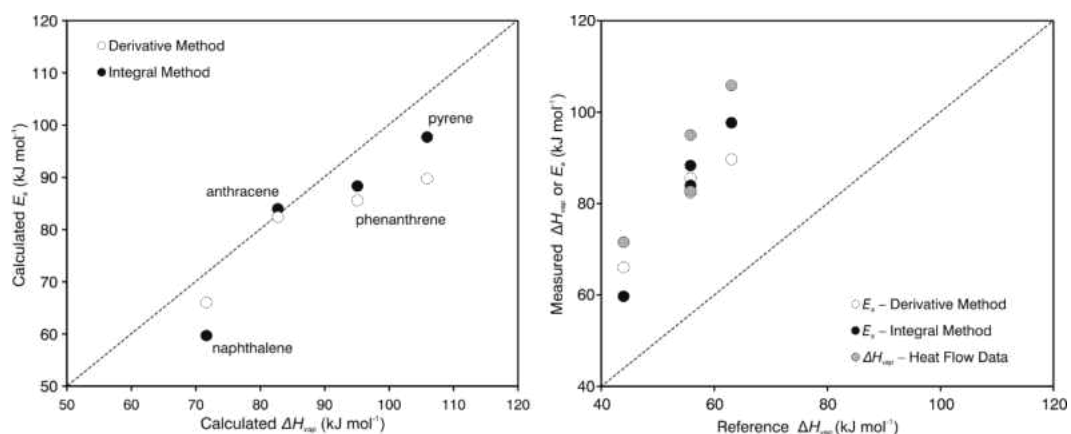 120
110
100
90
80
70
60
50
Calculated Eₐ (kJ mol⁻¹)
Derivative Method
Integral Method
pyrene
anthracene
phenanthrene
naphthalene
50 60 70 80 90 100 110 120
Calculated ΔHvap (kJ mol⁻¹)
120
100
80
60
40
Measured ΔHvap or Eₐ (kJ mol⁻¹)
Eₐ – Derivative Method
Eₐ – Integral Method
ΔHvap – Heat Flow Data
40 60 80 100 120
Reference ΔHvap (kJ mol⁻¹)